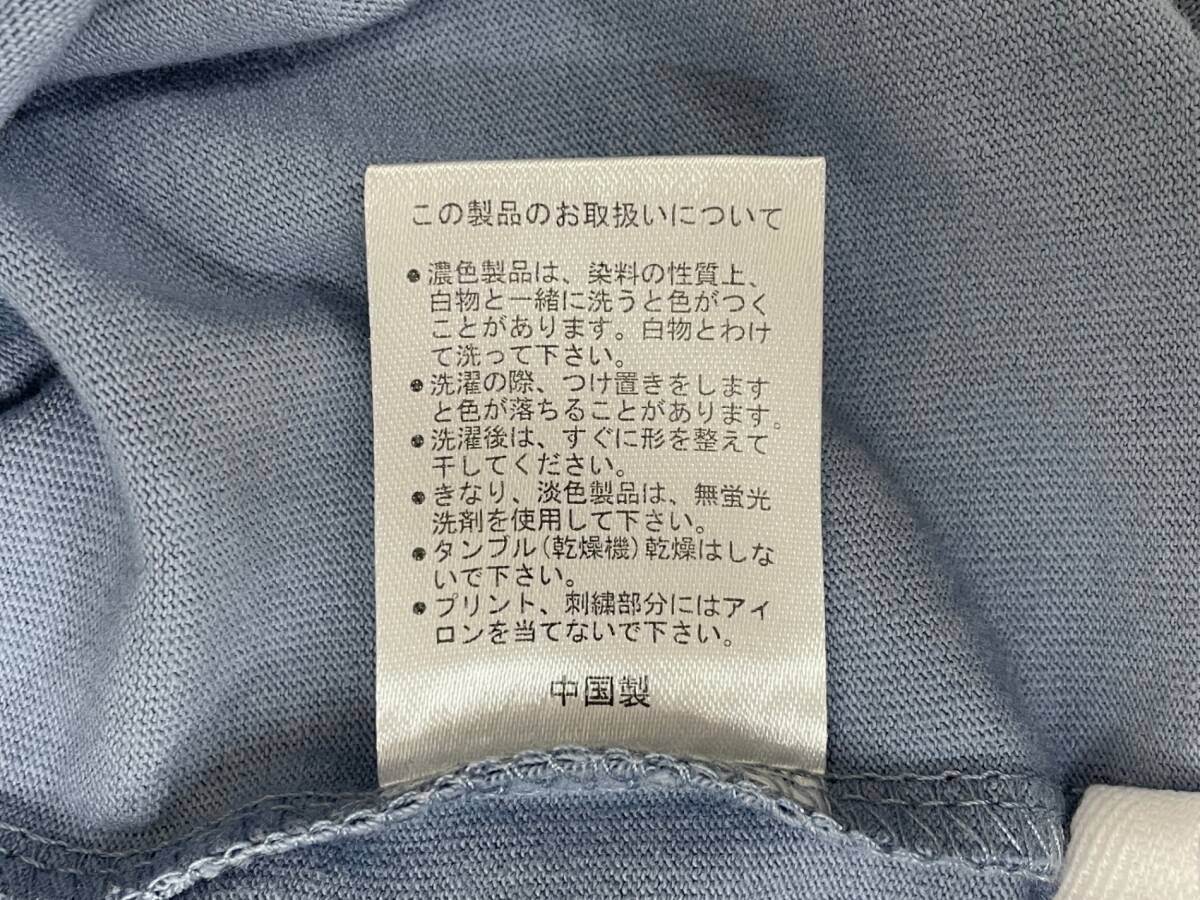 この製品のお取扱いについて
●濃色製品は、染料の性質上、
白物と一緒に洗うと色がつく
ことがあります。白物とわけ
て洗って下さい。
●洗濯の際、つけ置きをします
と色が落ちることがあります。
●洗濯後は、すぐに形を整えて
干してください。
●きなり、淡色製品は、無蛍光
洗剤を使用して下さい。
●タンブル(乾燥機)乾燥はしな
いで下さい。
●プリント、刺繍部分にはアイ
ロンを当てないで下さい。
中国製